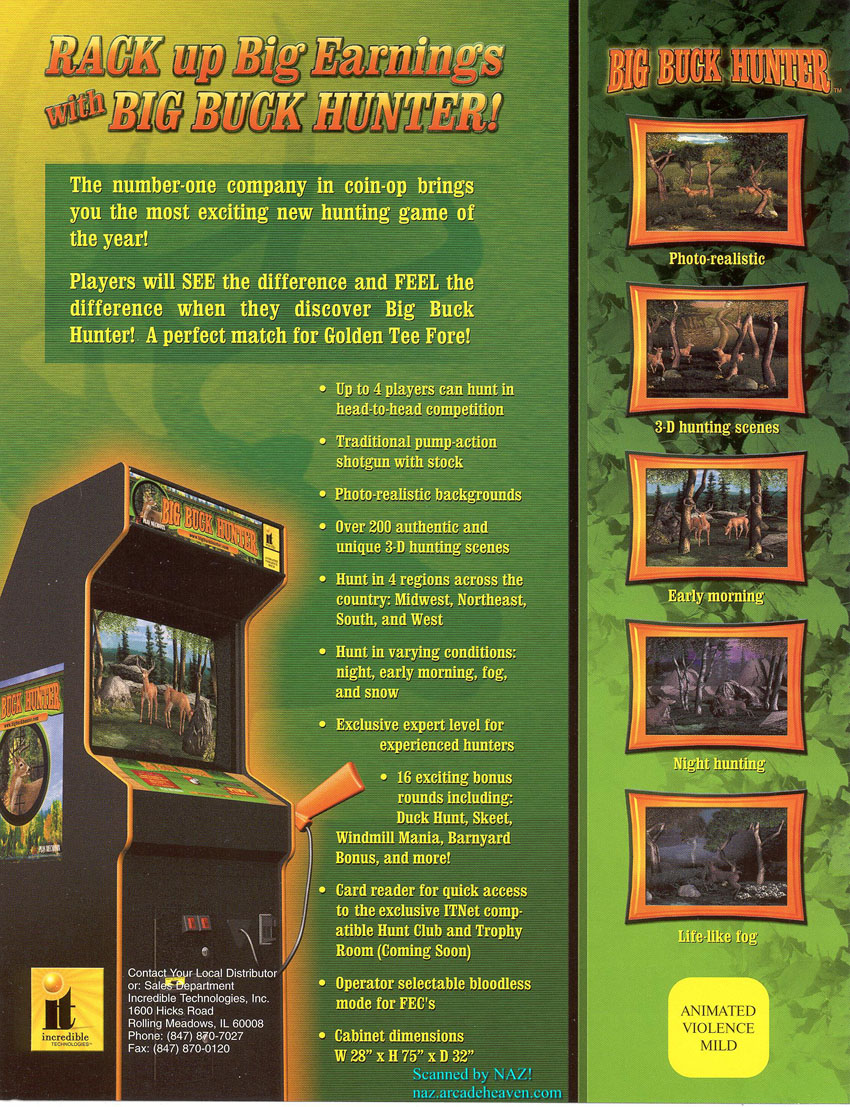 RACK up Big Earnings
with BIG BUCK HUNTER!
The number-one company in coin-op brings
you the most exciting new hunting game of
the year!
Players will SEE the difference and FEEL the
difference when they discover Big Buck
Hunter! A perfect match for Golden Tee Fore!
• Up to 4 players can hunt in
head-to-head competition
• Traditional pump-action
shotgun with stock
• Photo-realistic backgrounds
• Over 200 authentic and
unique 3-D hunting scenes
• Hunt in 4 regions across the
country: Midwest, Northeast,
South, and West
• Hunt in varying conditions:
night, early morning, fog,
and snow
• Exclusive expert level for
experienced hunters
• 16 exciting bonus
rounds including:
Duck Hunt, Skeet,
Windmill Mania, Barnyard
Bonus, and more!
• Card reader for quick access
to the exclusive ITNet comp-
atible Hunt Club and Trophy
Room (Coming Soon)
• Operator selectable bloodless
mode for FEC's
• Cabinet dimensions
W 28" x H 75" x D 32"
BIG BUCK HUNTER
it
BUCK HUNTER
it
incredible
TECHNOLOGIES™
Contact Your Local Distributor
or: Sales Department
Incredible Technologies, Inc.
1600 Hicks Road
Rolling Meadows, IL 60008
Phone: (847) 870-7027
Fax: (847) 870-0120
BIG BUCK HUNTER™
Photo-realistic
3-D hunting scenes
Early morning
Night hunting
Life-like fog
ANIMATED
VIOLENCE
MILD
Scanned by NAZ!
naz.arcadeheaven.com